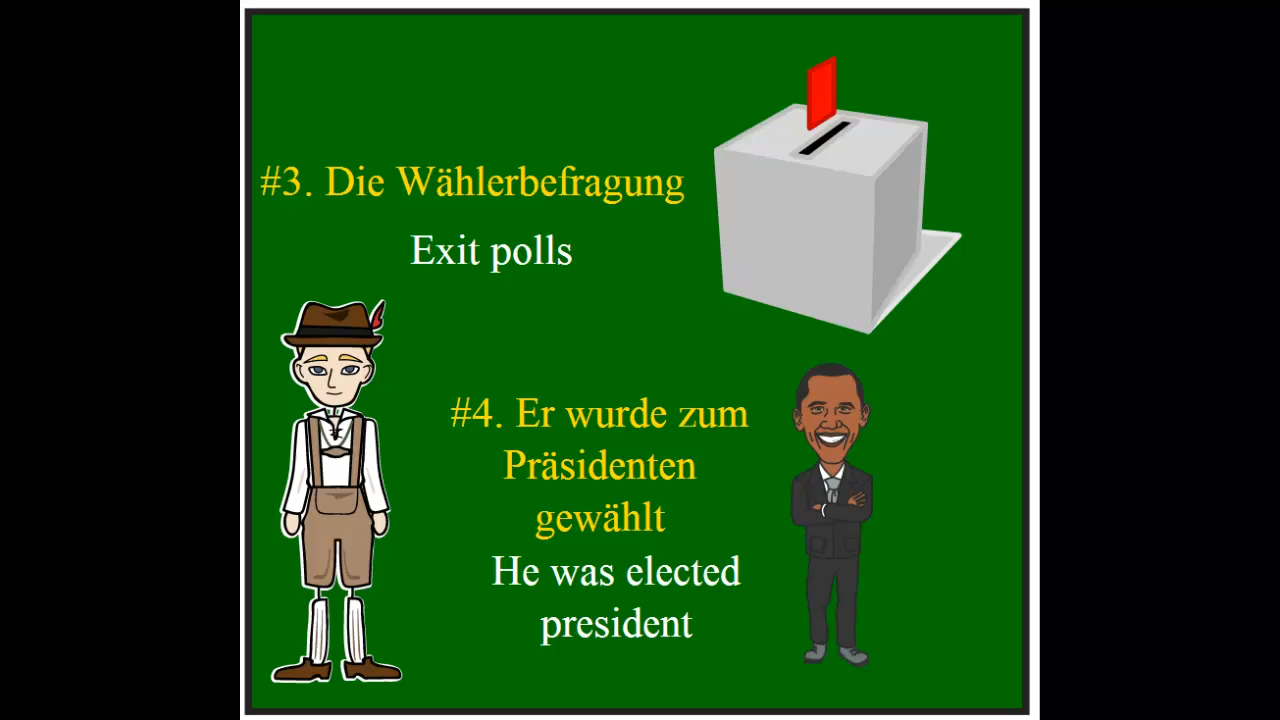 #3. Die Wählerbefragung
Exit polls
#4. Er wurde zum
Präsidenten
gewählt
He was elected
president